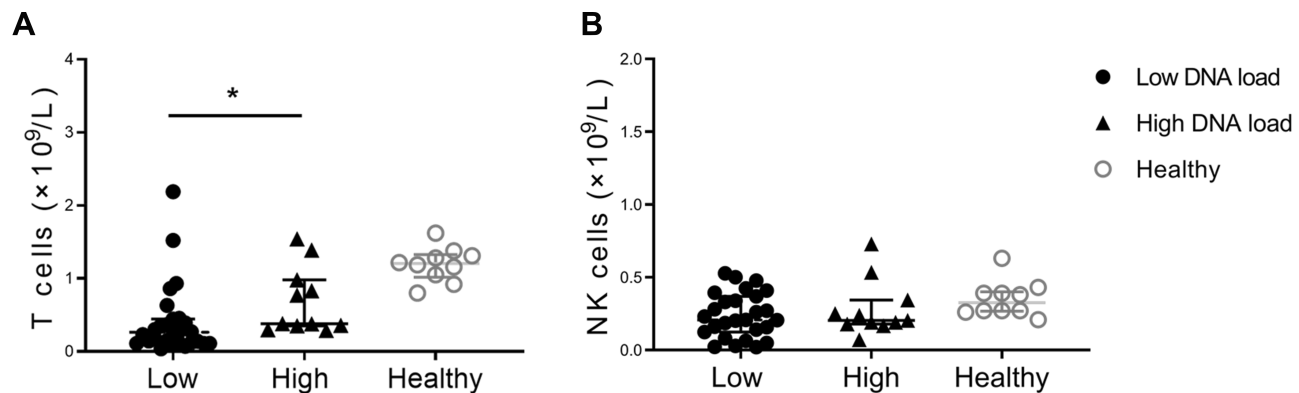 A
T cells (×10⁹/L)
4
3
2
1
0
*
Low
High
Healthy
B
NK cells (×10⁹/L)
2.0
1.5
1.0
0.5
0.0
Low
High
Healthy
Low DNA load
High DNA load
Healthy